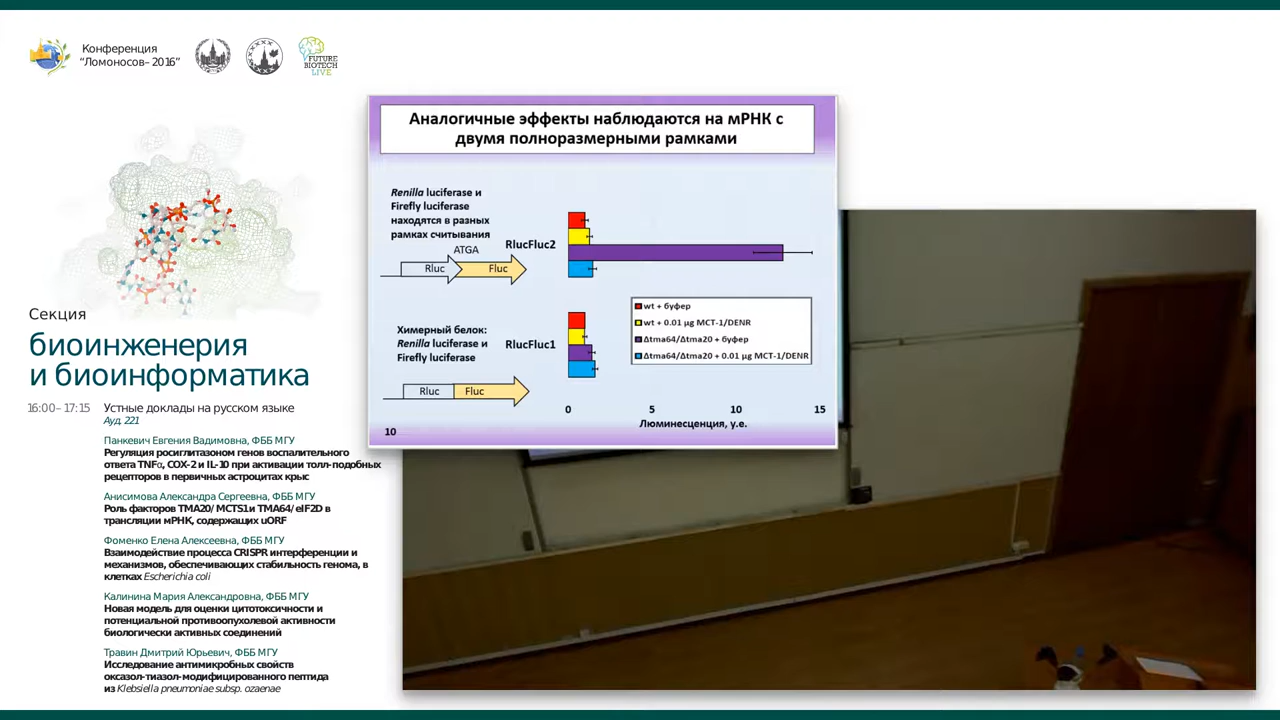 Конференция
“Ломоносов–2016”
FUTURE
BIOTECH
LIVE
Секция
биоинженерия
и биоинформатика
16:00–17:15 Устные доклады на русском языке
Ауд. 221
Панкевич Евгения Вадимовна, ФББ МГУ
Регуляция росиглитазоном генов воспалительного
ответа TNFα, COX-2 и IL-10 при активации толл-подобных
рецепторов в первичных астроцитах крыс
Анисимова Александра Сергеевна, ФББ МГУ
Роль факторов TMA20/MCTS1 и TMA64/eIF2D в
трансляции мРНК, содержащих uORF
Фоменко Елена Алексеевна, ФББ МГУ
Взаимодействие процесса CRISPR интерференции и
механизмов, обеспечивающих стабильность генома, в
клетках Escherichia coli
Калинина Мария Александровна, ФББ МГУ
Новая модель для оценки цитотоксичности и
потенциальной противоопухолевой активности
биологически активных соединений
Травин Дмитрий Юрьевич, ФББ МГУ
Исследование антимикробных свойств
оксазол-тиазол-модифицированного пептида
из Klebsiella pneumoniae subsp. ozaenae
Аналогичные эффекты наблюдаются на мРНК с
двумя полноразмерными рамками
Renilla luciferase и
Firefly luciferase
находятся в разных
рамках считывания
ATGA
Rluc Fluc
RlucFluc2
Химерный белок:
Renilla luciferase и
Firefly luciferase
RlucFluc1
Rluc Fluc
wt + буфер
wt + 0.01 µg MCT-1/DENR
Δtma64/Δtma20 + буфер
Δtma64/Δtma20 + 0.01 µg MCT-1/DENR
0 5 10 15
Люминесценция, у.е.
10